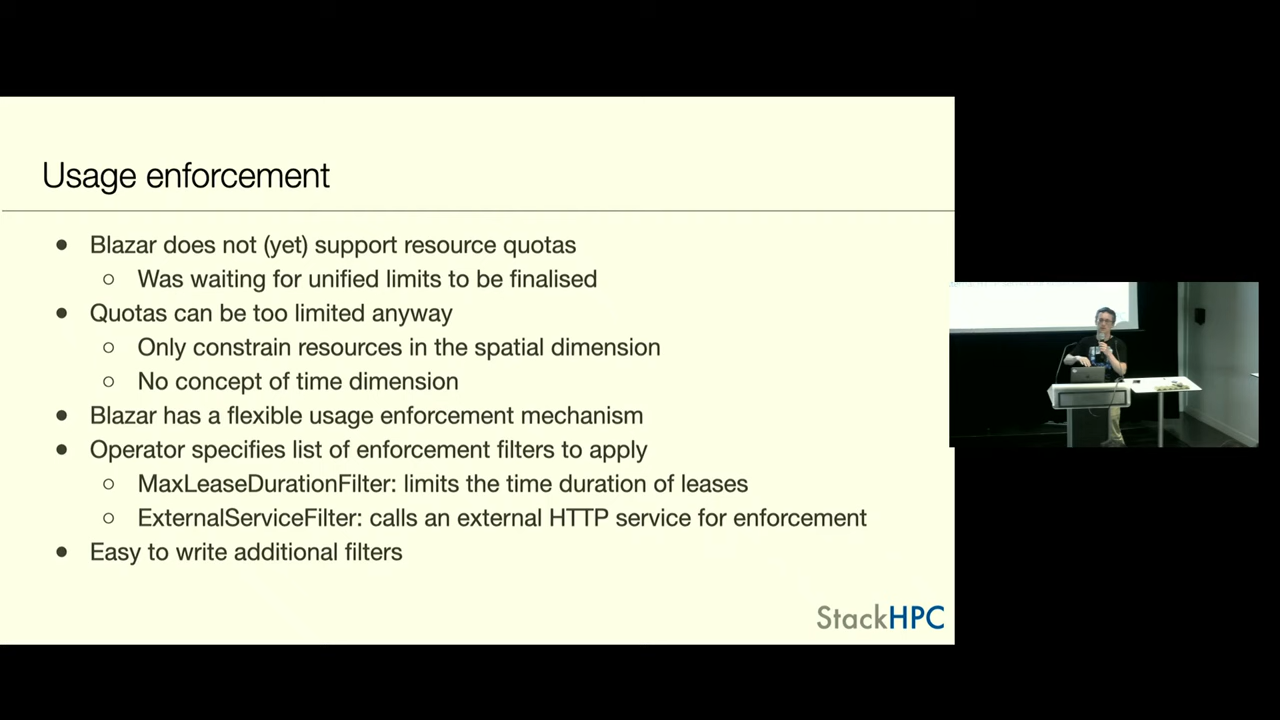 Usage enforcement
● Blazar does not (yet) support resource quotas
○ Was waiting for unified limits to be finalised
● Quotas can be too limited anyway
○ Only constrain resources in the spatial dimension
○ No concept of time dimension
● Blazar has a flexible usage enforcement mechanism
● Operator specifies list of enforcement filters to apply
○ MaxLeaseDurationFilter: limits the time duration of leases
○ ExternalServiceFilter: calls an external HTTP service for enforcement
● Easy to write additional filters
StackHPC